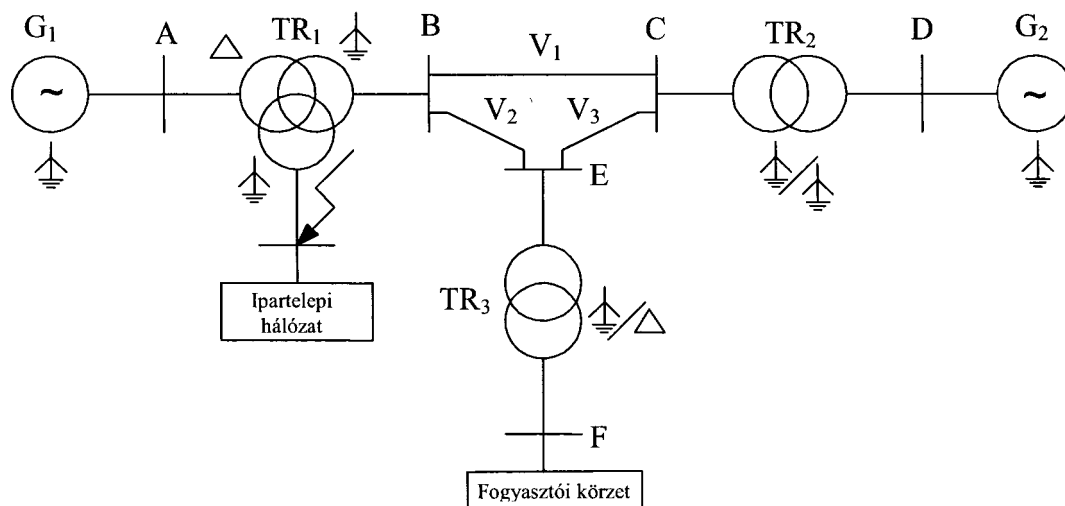 G₁
A
TR₁
B
V₁
C
TR₂
D
G₂
~
~
V₂
V₃
E
Ipartelepi
hálózat
TR₃
F
Fogyasztói körzet